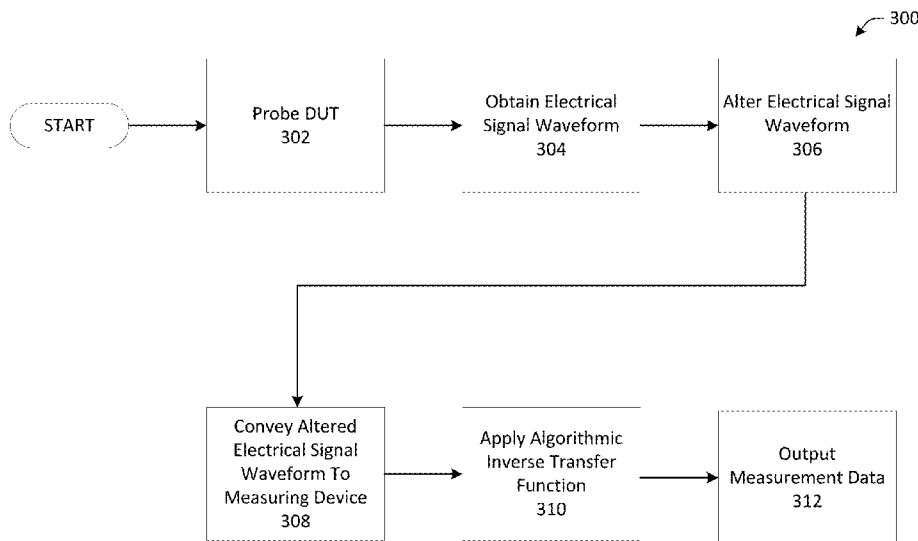 300
START
Probe DUT
302
Obtain Electrical
Signal Waveform
304
Alter Electrical Signal
Waveform
306
Convey Altered
Electrical Signal
Waveform To
Measuring Device
308
Apply Algorithmic
Inverse Transfer
Function
310
Output
Measurement Data
312